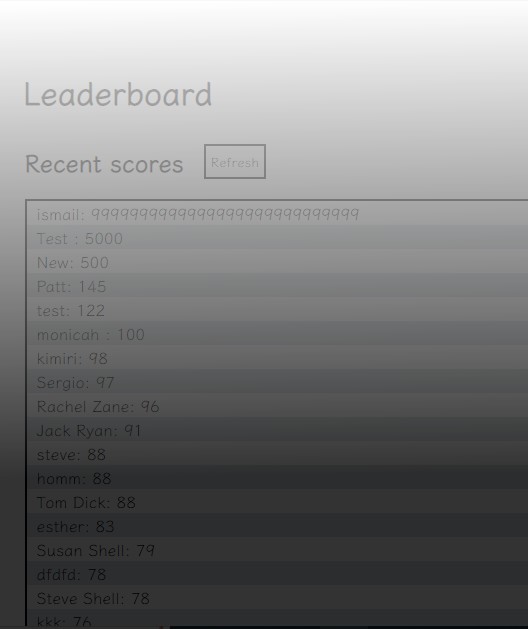 Leaderboard
Recent scores Refresh
ismail: 9999999999999999999999999999
Test : 5000
New: 500
Patt: 145
test: 122
monicah : 100
kimiri: 98
Sergio: 97
Rachel Zane: 96
Jack Ryan: 91
steve: 88
homm: 88
Tom Dick: 88
esther: 83
Susan Shell: 79
dfdfd: 78
Steve Shell: 78
kkk: 76